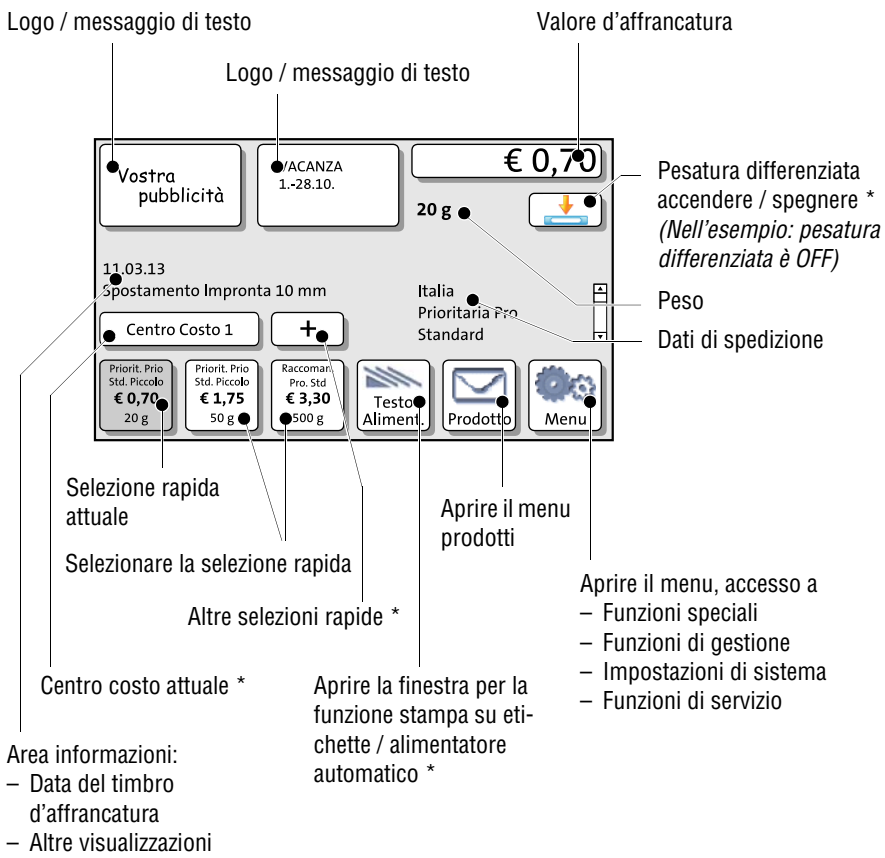 Logo / messaggio di testo
Valore d'affrancatura
Logo / messaggio di testo
Vostra
pubblicità
VACANZA
1.-28.10.
€ 0,70
20 g
Pesatura differenziata
accendere / spegnere *
(Nell'esempio: pesatura
differenziata è OFF)
Peso
Dati di spedizione
11.03.13
Spostamento Impronta 10 mm
Italia
Prioritaria Pro
Standard
Centro Costo 1
+
Priorit. Prio
Std. Piccolo
€ 0,70
20 g
Priorit. Prio
Std. Piccolo
€ 1,75
50 g
Raccoman.
Pro. Std
€ 3,30
500 g
Testo
Aliment.
Prodotto
Menu
Selezione rapida
attuale
Selezionare la selezione rapida
Altre selezioni rapide *
Centro costo attuale *
Area informazioni:
– Data del timbro
d'affrancatura
– Altre visualizzazioni
Aprire la finestra per la
funzione stampa su eti-
chette / alimentatore
automatico *
Aprire il menu
prodotti
Aprire il menu, accesso a
– Funzioni speciali
– Funzioni di gestione
– Impostazioni di sistema
– Funzioni di servizio